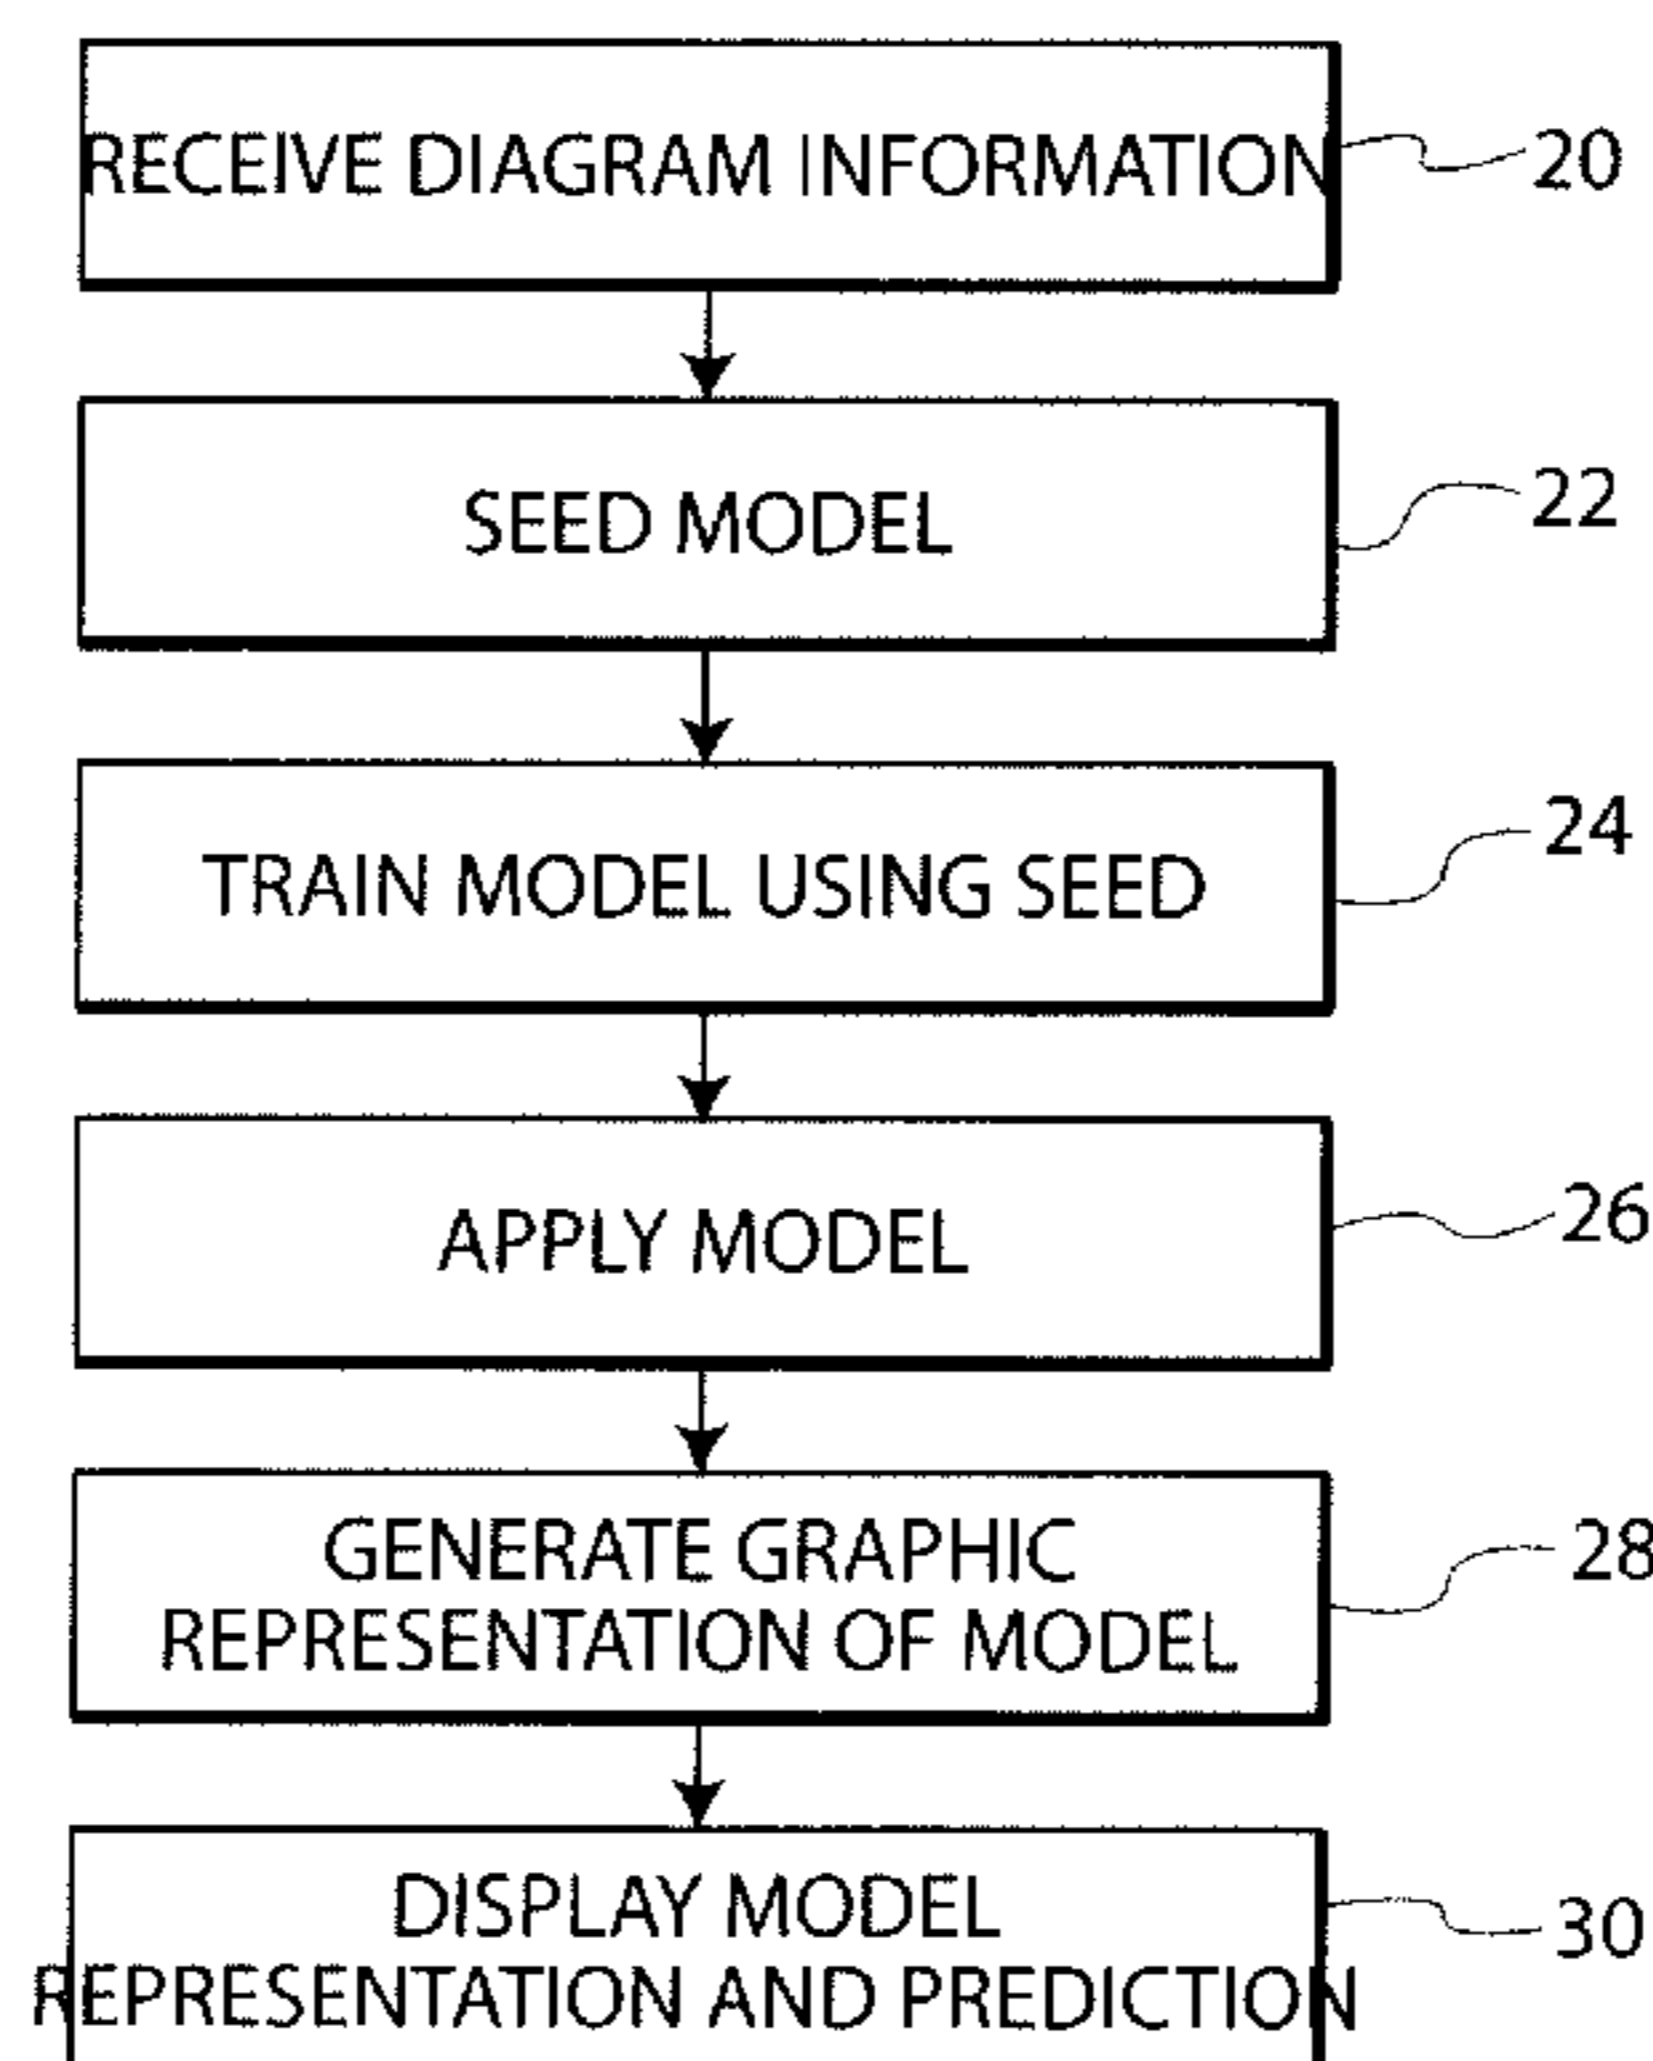 RECEIVE DIAGRAM INFORMATION
20
SEED MODEL
22
TRAIN MODEL USING SEED
24
APPLY MODEL
26
GENERATE GRAPHIC
REPRESENTATION OF MODEL
28
DISPLAY MODEL
REPRESENTATION AND PREDICTION
30